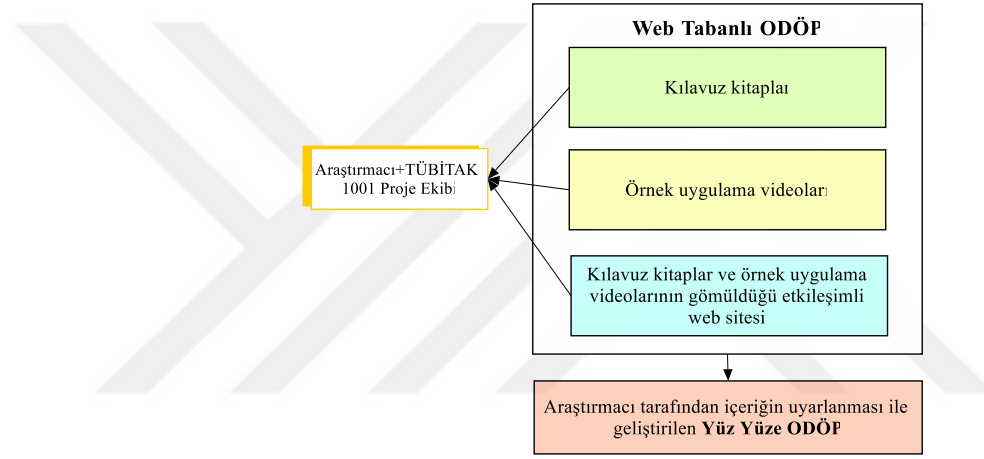 Web Tabanlı ODÖP
Kılavuz kitaplar
Araştırmacı+TÜBİTAK
1001 Proje Ekibi
Örnek uygulama videoları
Kılavuz kitaplar ve örnek uygulama
videolarının gömüldüğü etkileşimli
web sitesi
Araştırmacı tarafından içeriğin uyarlanması ile
geliştirilen Yüz Yüze ODÖP